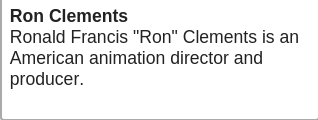 Ron Clements
Ronald Francis "Ron" Clements is an
American animation director and
producer.